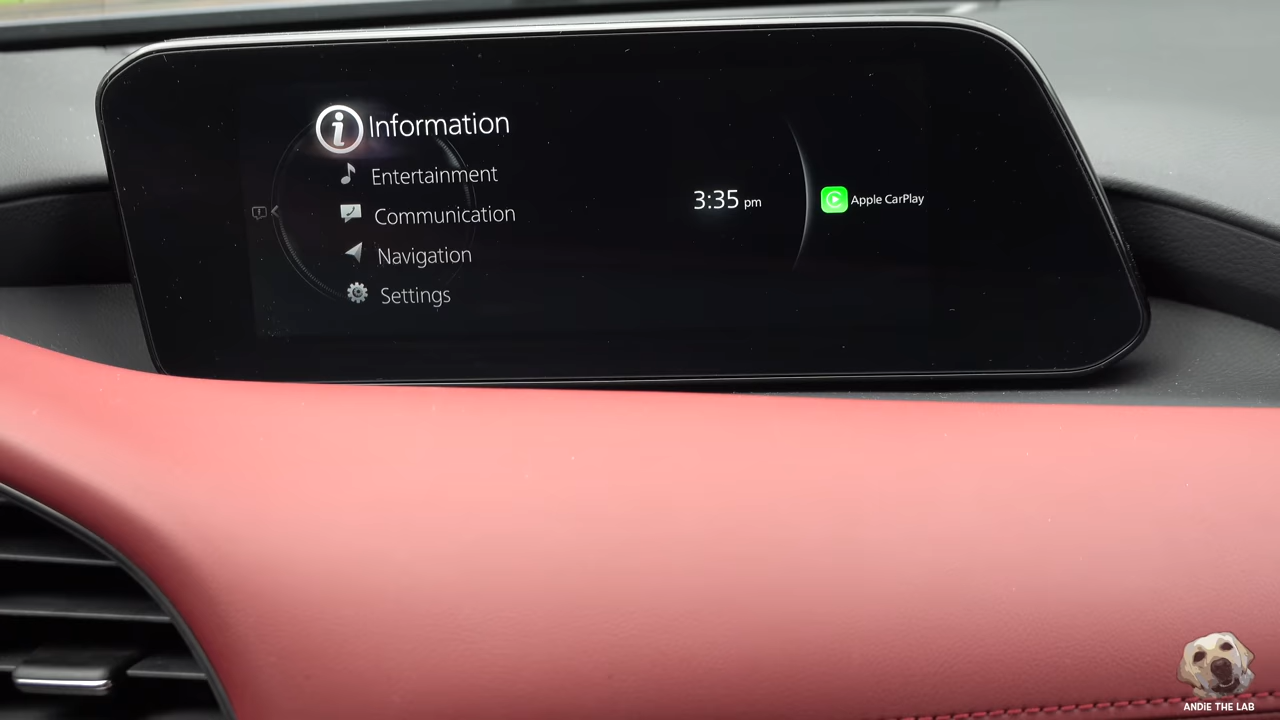 Information
Entertainment
Communication
Navigation
Settings
3:35 pm
Apple CarPlay
ANDIE THE LAB